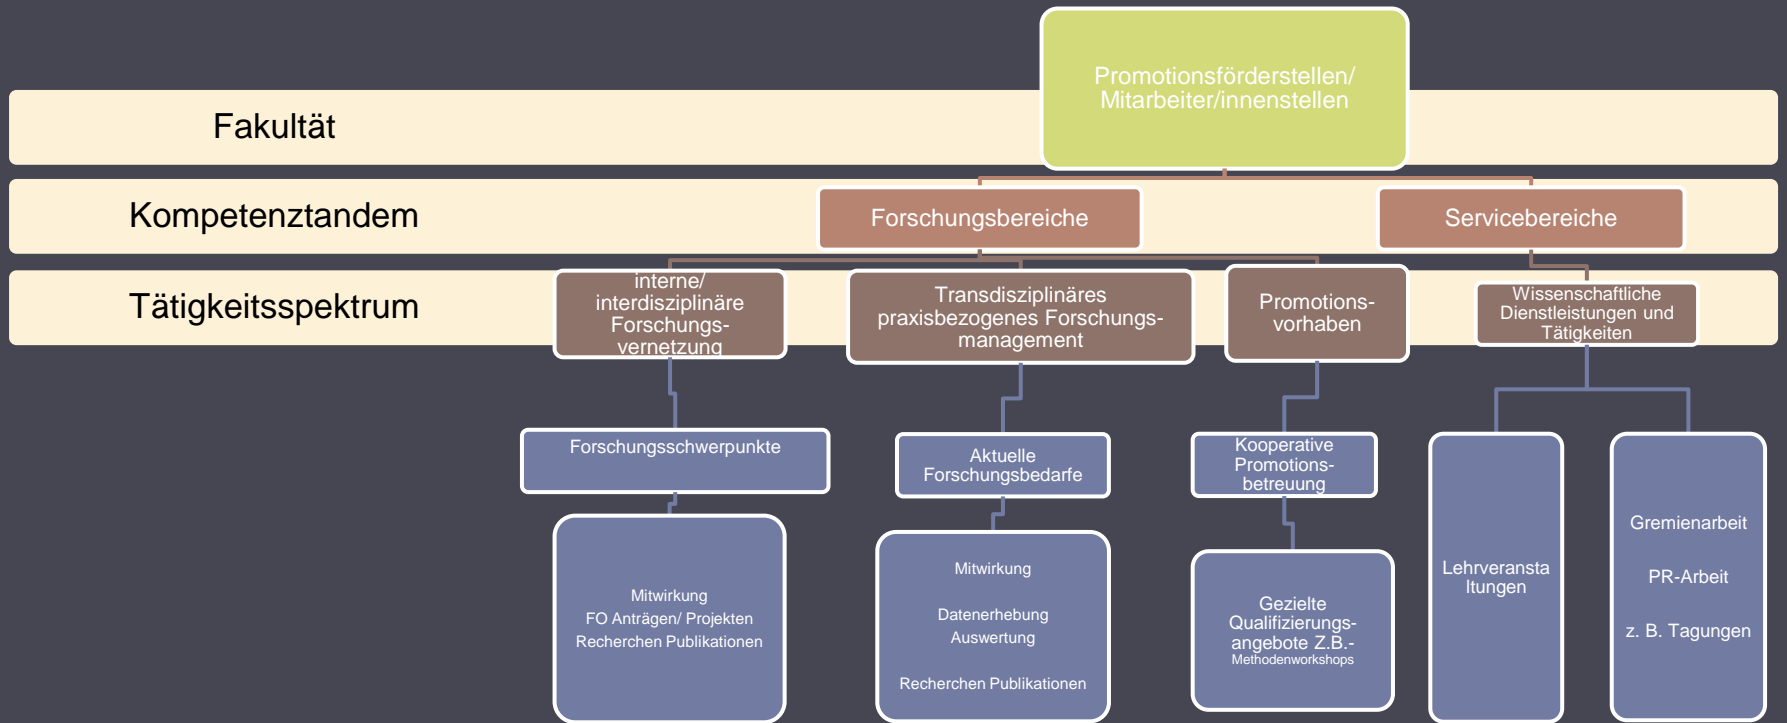 Promotionsförderstellen/
Mitarbeiter/innenstellen
Fakultät
Kompetenztandem
Forschungsbereiche
Servicebereiche
Tätigkeitsspektrum
interne/
interdisziplinäre
Forschungs-
vernetzung
Transdisziplinäres
praxisbezogenes Forschungs-
management
Promotions-
vorhaben
Wissenschaftliche
Dienstleistungen und
Tätigkeiten
Forschungsschwerpunkte
Aktuelle
Forschungsbedarfe
Kooperative
Promotions-
betreuung
Mitwirkung
FO Anträgen/ Projekten
Recherchen Publikationen
Mitwirkung
Datenerhebung
Auswertung
Recherchen Publikationen
Gezielte
Qualifizierungs-
angebote Z.B.-
Methodenworkshops
Lehrveransta
ltungen
Gremienarbeit
PR-Arbeit
z. B. Tagungen